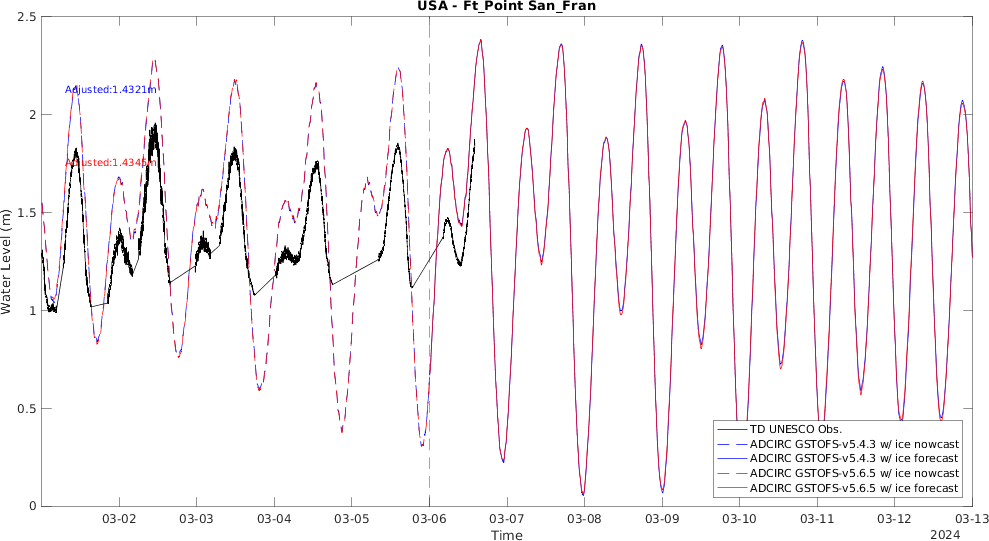 USA - Ft_Point San_Fran
2.5
2
1.5
1
0.5
0
Water Level (m)
Adjusted:1.4321m
Adjusted:1.4345m
TD UNESCO Obs.
ADCIRC GSTOFS-v5.4.3 w/ ice nowcast
ADCIRC GSTOFS-v5.4.3 w/ ice forecast
ADCIRC GSTOFS-v5.6.5 w/ ice nowcast
ADCIRC GSTOFS-v5.6.5 w/ ice forecast
03-02 03-03 03-04 03-05 03-06 03-07 03-08 03-09 03-10 03-11 03-12 03-13
Time
2024